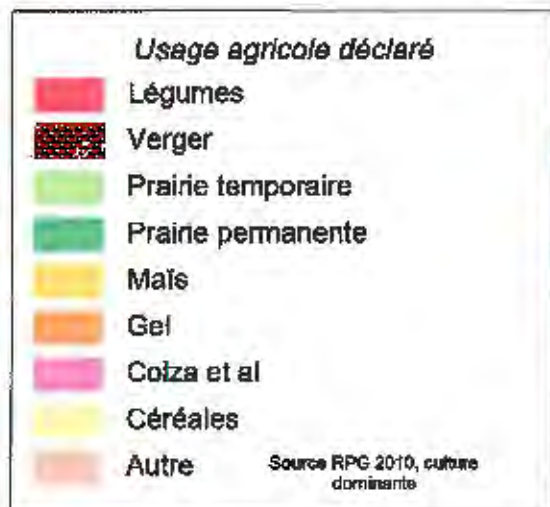 Usage agricole déclaré
Légumes
Verger
Prairie temporaire
Prairie permanente
Maïs
Gel
Colza et al
Céréales
Autre
Source RPG 2010, culture
dominante